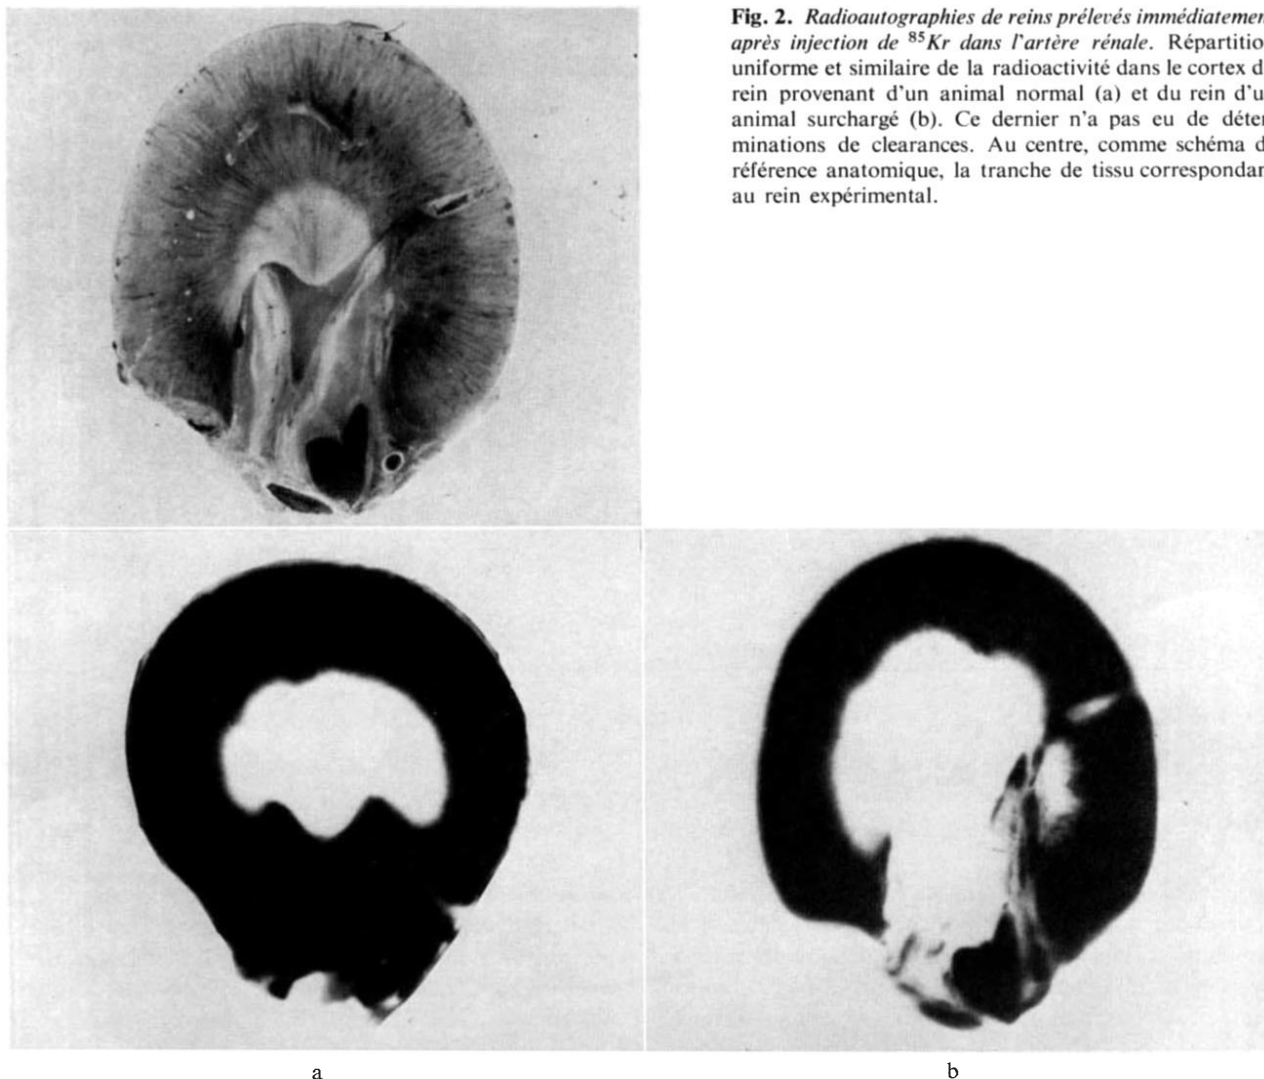 Fig. 2. Radioautographies de reins prélevés immédiatemen
après injection de ⁸⁵Kr dans l'artère rénale. Répartitio
uniforme et similaire de la radioactivité dans le cortex d
rein provenant d'un animal normal (a) et du rein d'u
animal surchargé (b). Ce dernier n'a pas eu de déter
minations de clearances. Au centre, comme schéma d
référence anatomique, la tranche de tissu correspondan
au rein expérimental.
a
b